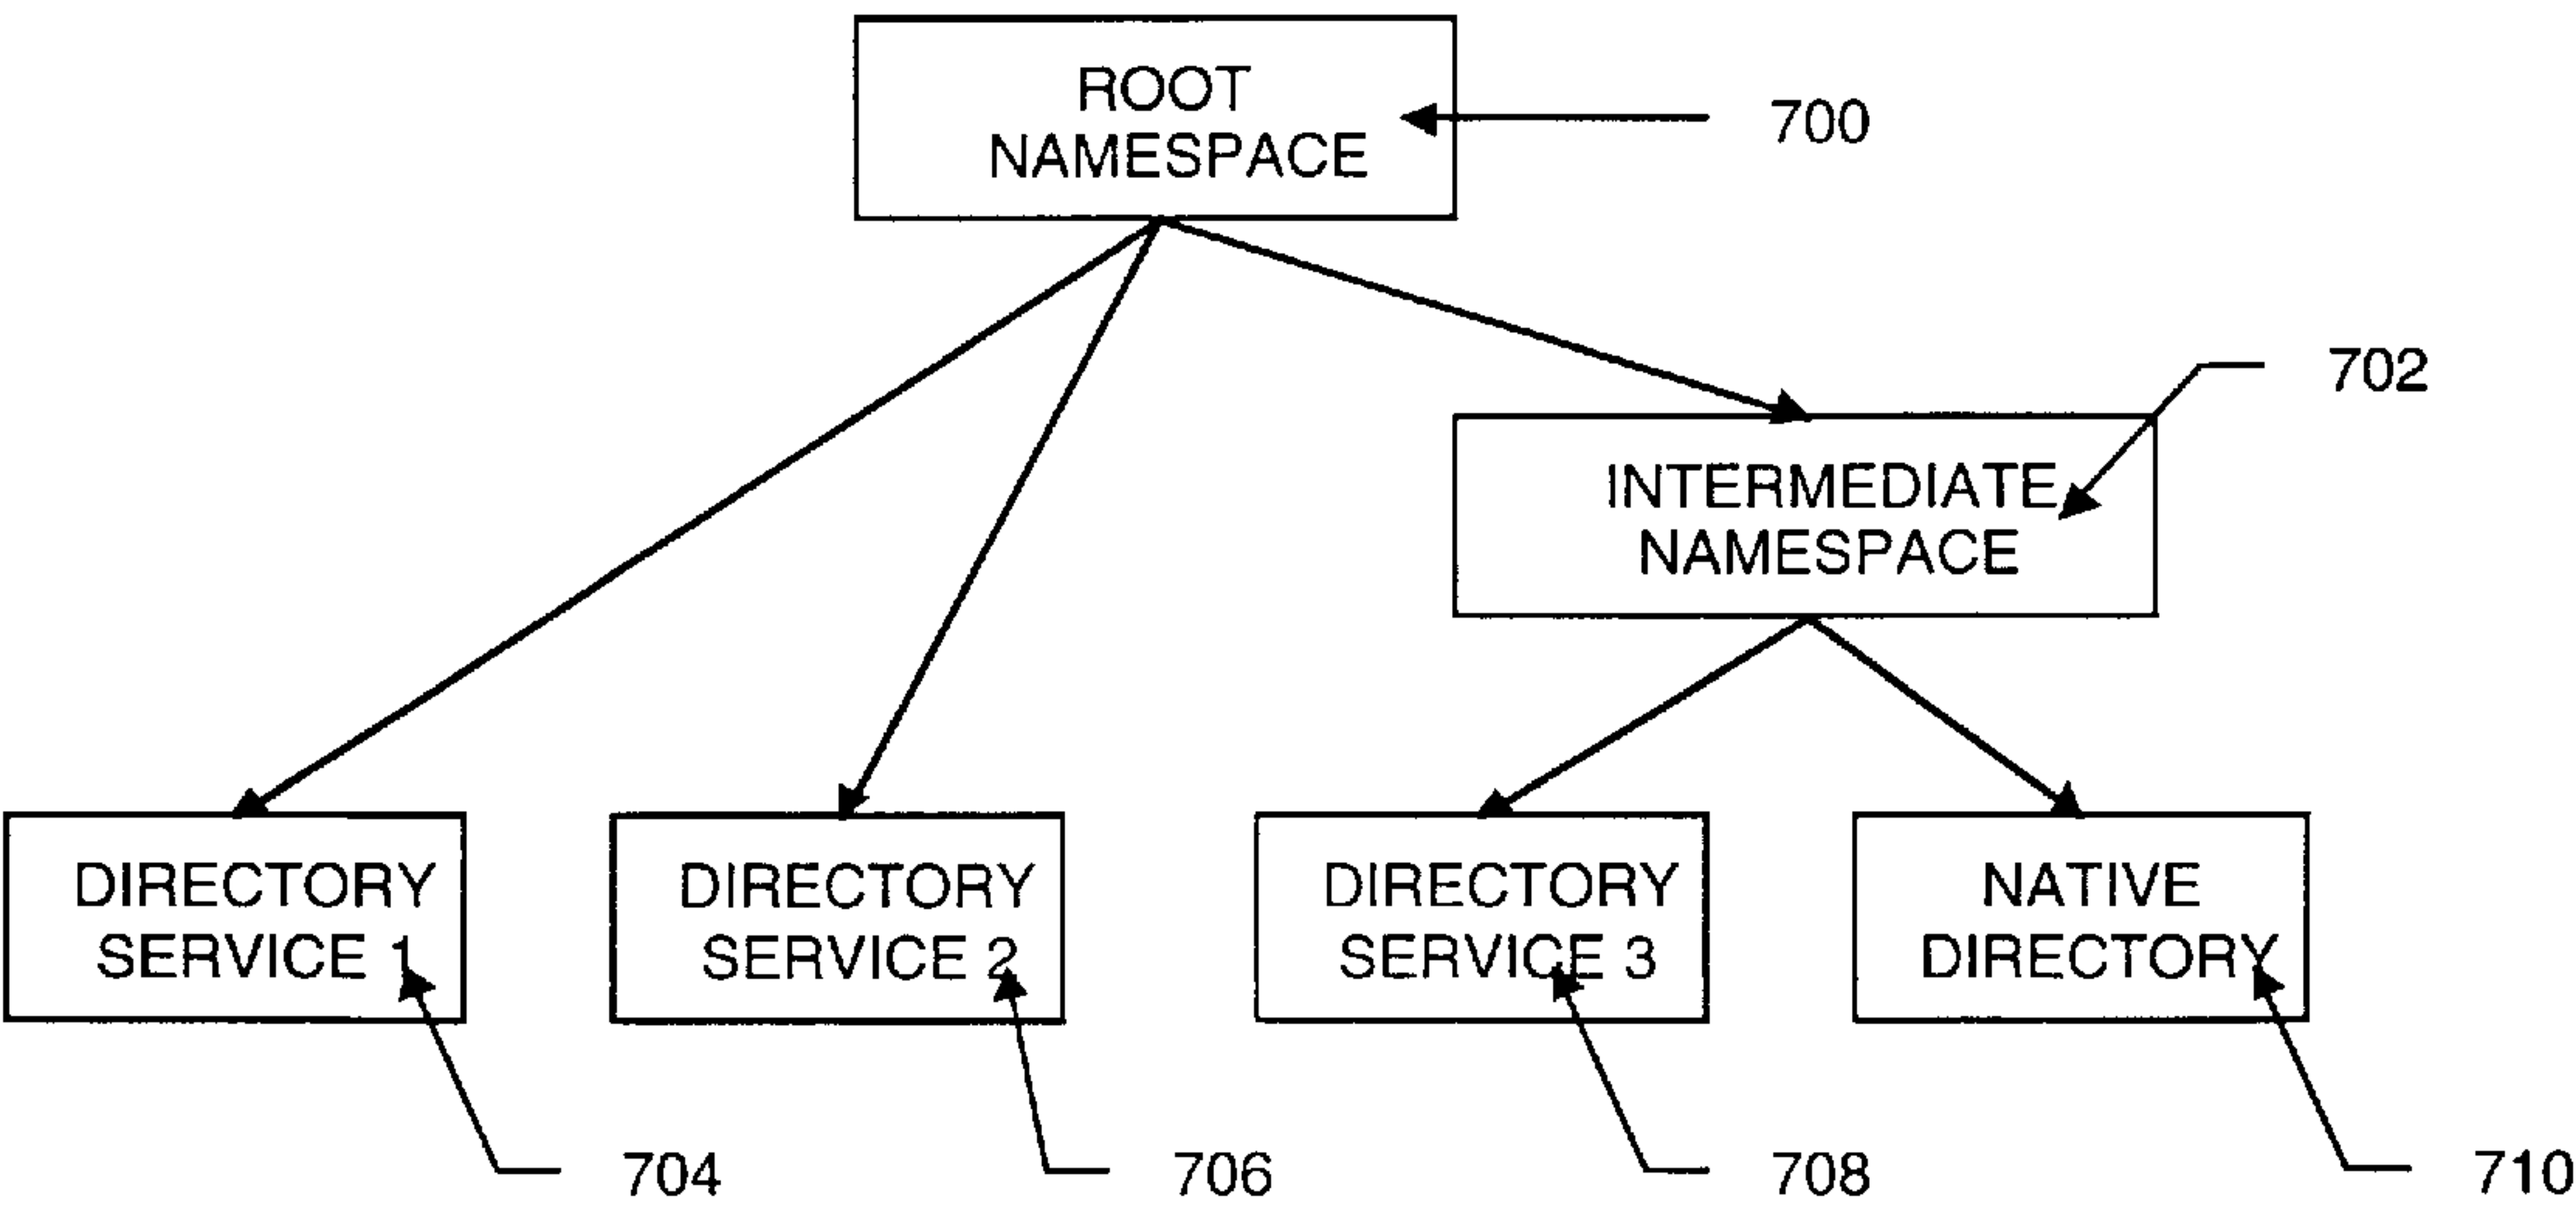 ROOT
NAMESPACE
700
702
INTERMEDIATE
NAMESPACE
DIRECTORY
SERVICE 1
DIRECTORY
SERVICE 2
DIRECTORY
SERVICE 3
NATIVE
DIRECTORY
704
706
708
710